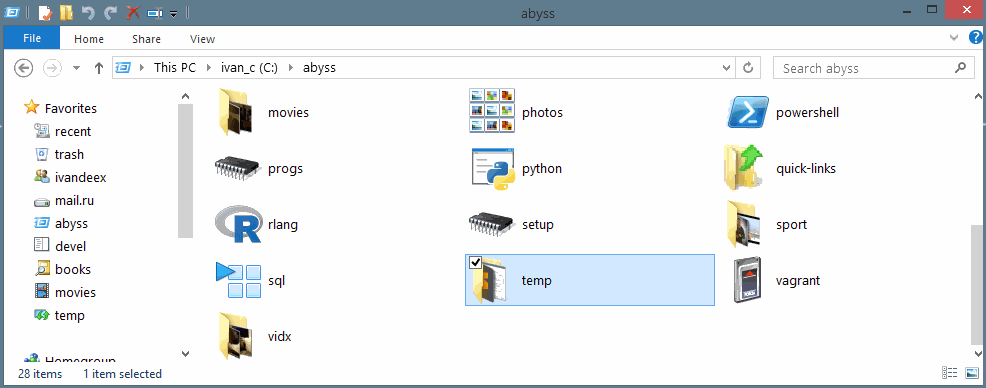 abyss
File Home Share View
This PC ivan_c (C:) abyss Search abyss
Favorites
recent
trash
ivandeex
mail.ru
abyss
devel
books
movies
temp
Homegroup
movies photos powershell
progs python quick-links
rlang setup sport
sql temp vagrant
vidx
28 items 1 item selected